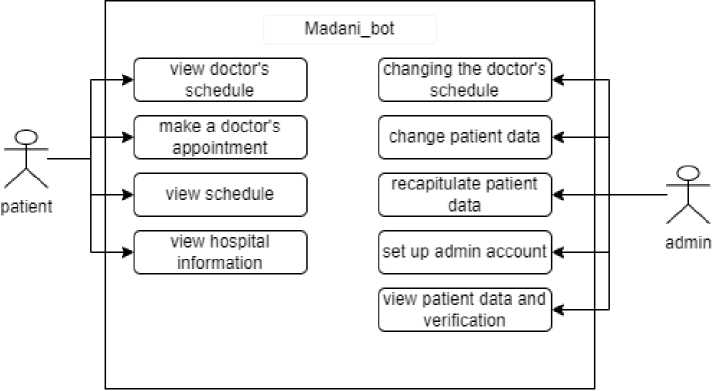 Madani_bot
view doctor's
schedule
make a doctor's
appointment
view schedule
view hospital
information
changing the doctor's
schedule
change patient data
recapitulate patient
data
set up admin account
view patient data and
verification
patient
admin